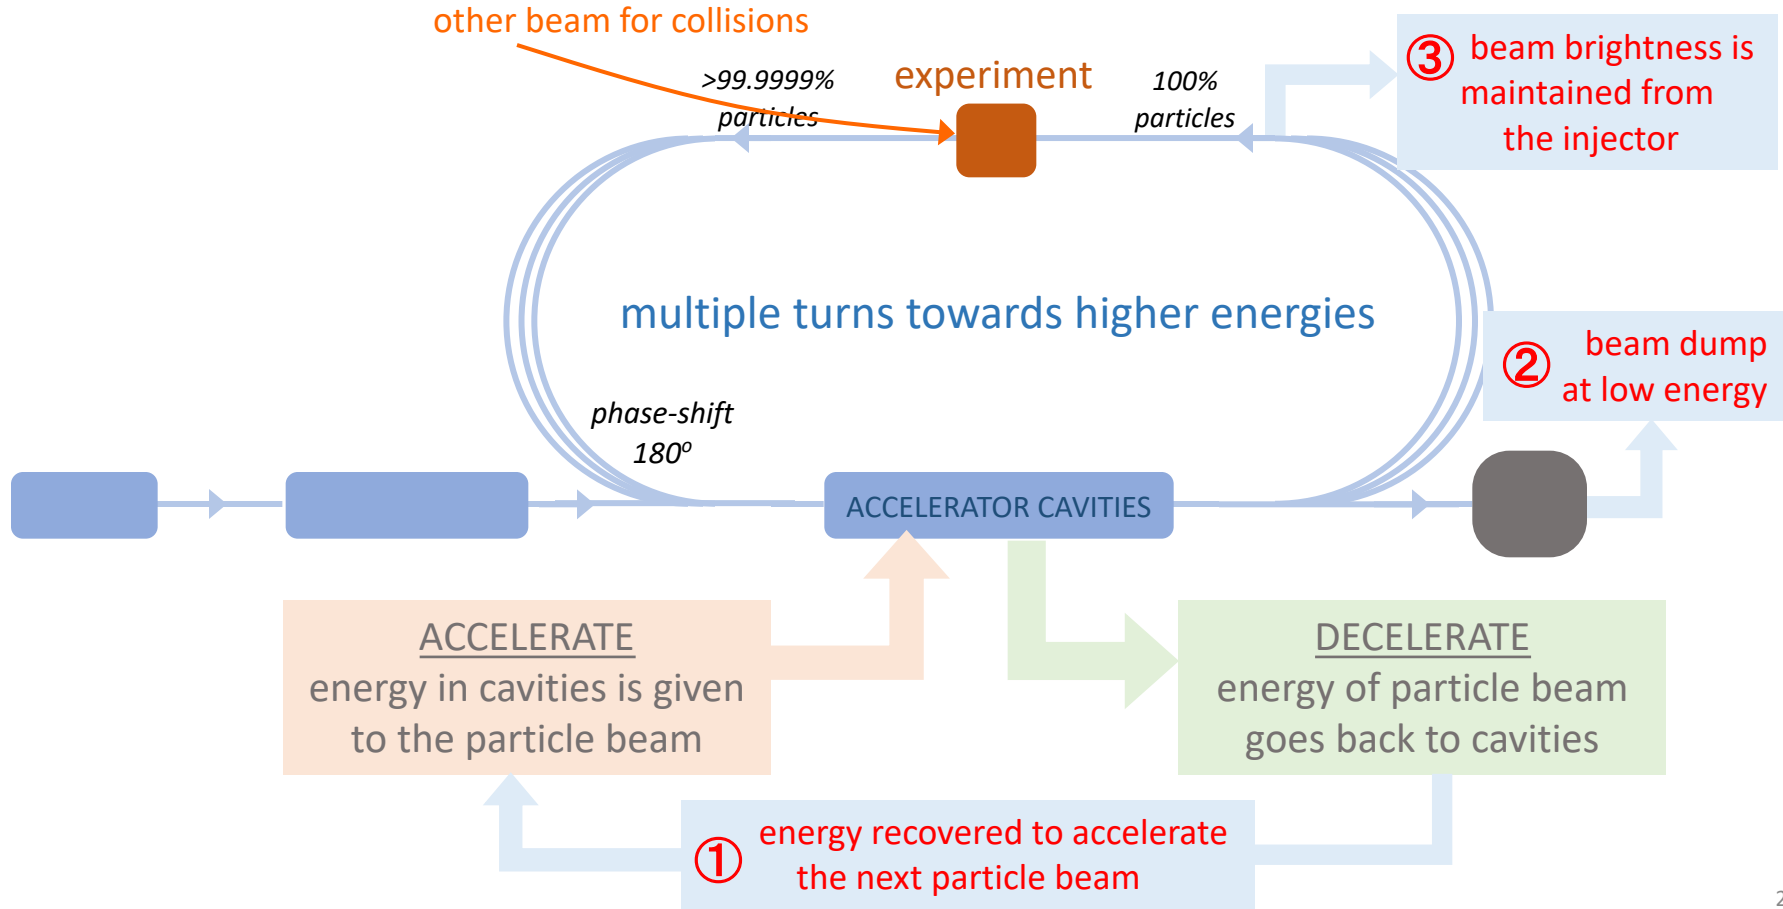 other beam for collisions
>99.9999%
particles
experiment
100%
particles
③ beam brightness is
maintained from
the injector
multiple turns towards higher energies
② beam dump
at low energy
phase-shift
180º
ACCELERATOR CAVITIES
ACCELERATE
energy in cavities is given
to the particle beam
DECELERATE
energy of particle beam
goes back to cavities
① energy recovered to accelerate
the next particle beam
2